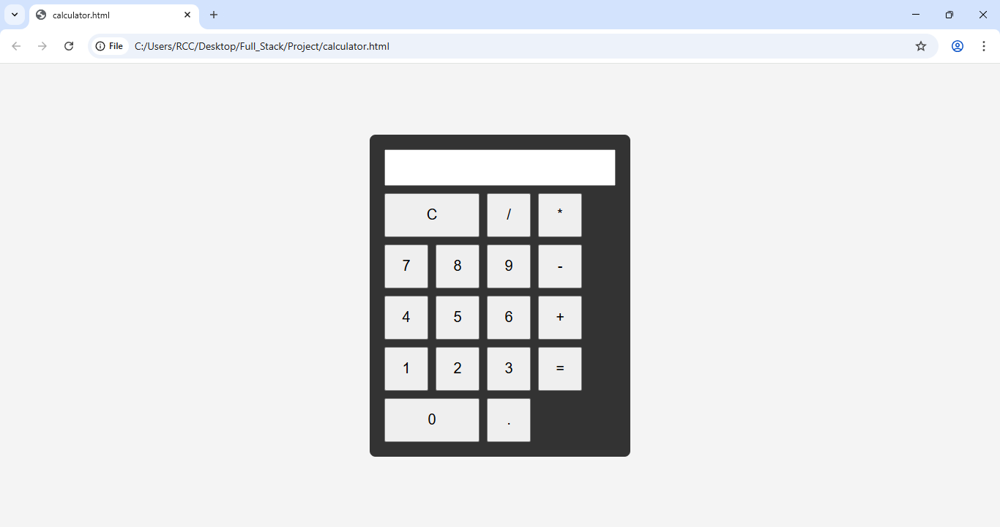 calculator.html
File C:/Users/RCC/Desktop/Full_Stack/Project/calculator.html
C / *
7 8 9 -
4 5 6 +
1 2 3 =
0 .